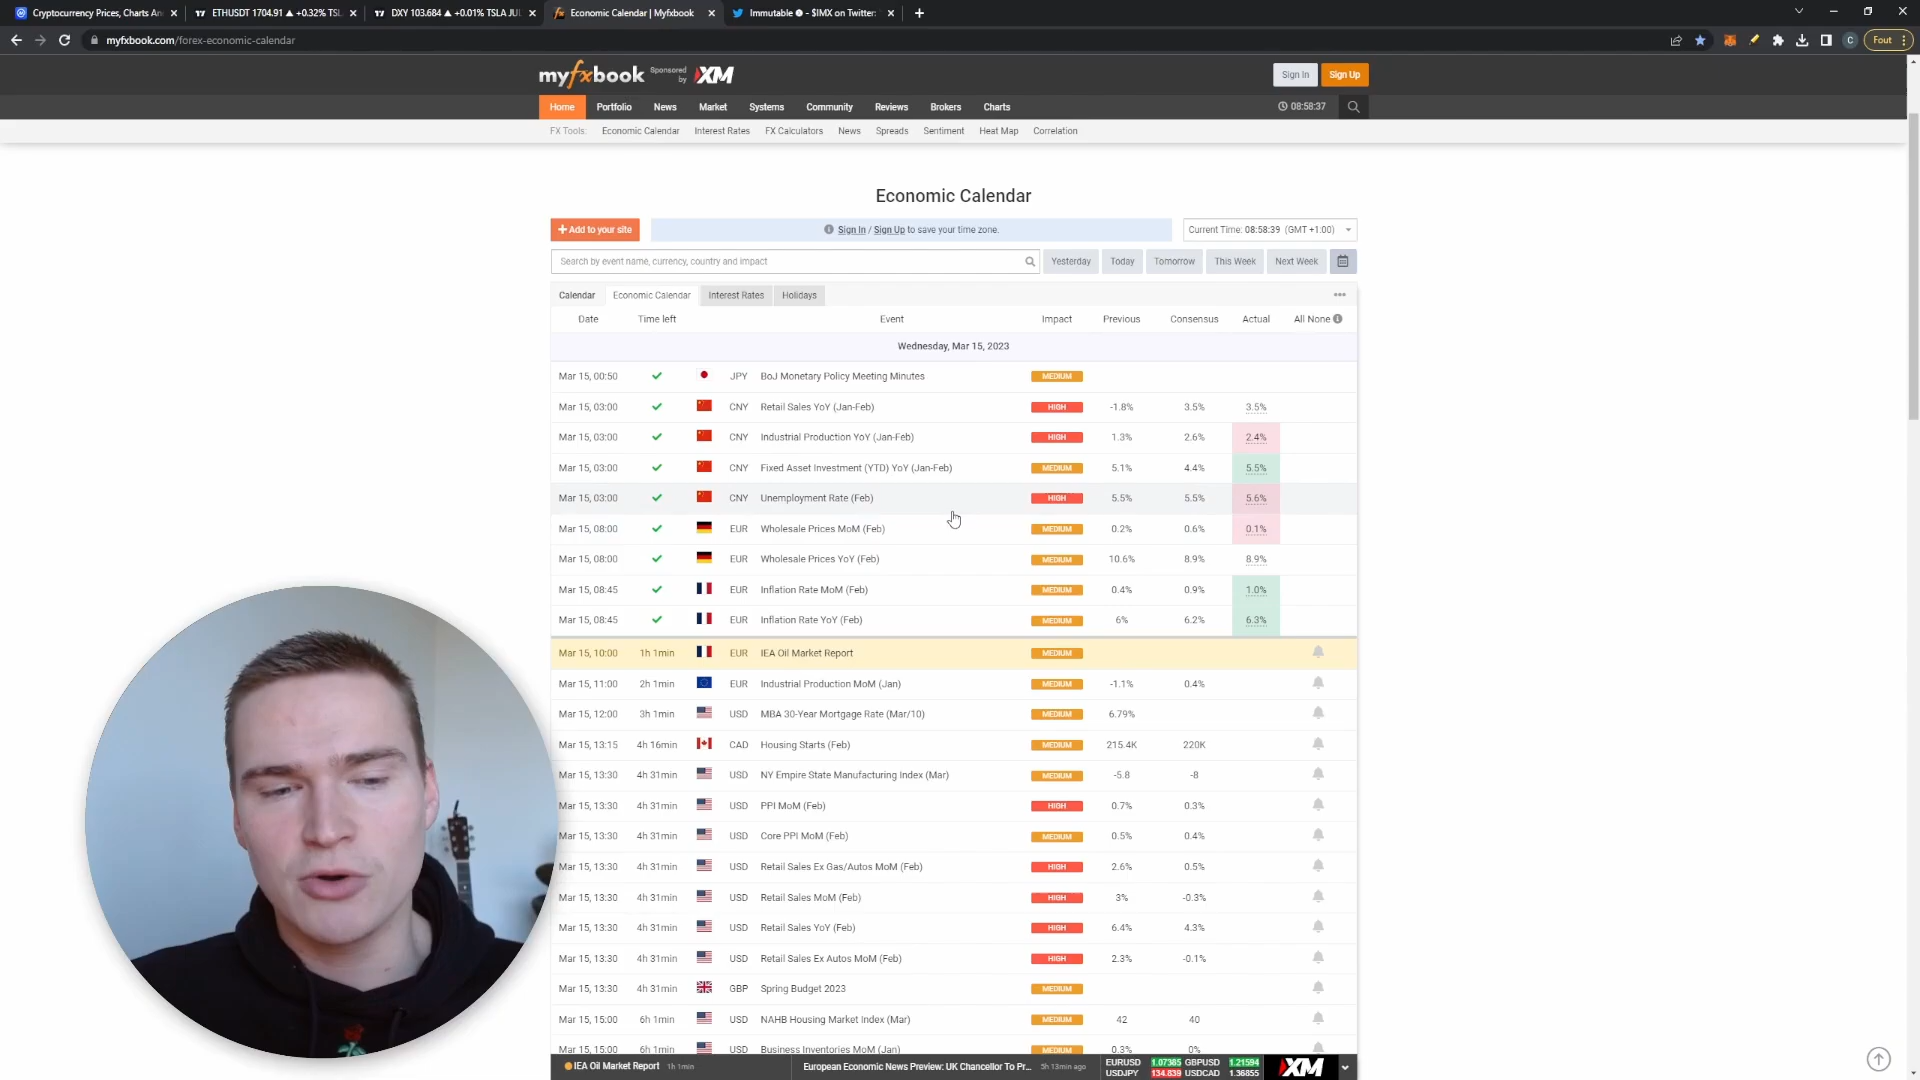 Cryptocurrency Prices, Charts An
ETHUSDT 1704.91 ▲ +0.32% TSL
DXY 103.684 ▲ +0.01% TSLA JUL
Economic Calendar | Myfxbook
Immutable - $IMX on Twitter:
myfxbook.com/forex-economic-calendar
C
Fout
myfxbook Sponsored by XM
Sign In
Sign Up
Home Portfolio News Market Systems Community Reviews Brokers Charts 08:58:37
FX Tools: Economic Calendar Interest Rates FX Calculators News Spreads Sentiment Heat Map Correlation
Economic Calendar
+ Add to your site
Sign In / Sign Up to save your time zone.
Current Time: 08:58:39 (GMT +1:00)
Search by event name, currency, country and impact
Yesterday Today Tomorrow This Week Next Week
Calendar Economic Calendar Interest Rates Holidays
Date Time left Event Impact Previous Consensus Actual All None
Wednesday, Mar 15, 2023
Mar 15, 00:50 JPY BoJ Monetary Policy Meeting Minutes MEDIUM
Mar 15, 03:00 CNY Retail Sales YoY (Jan-Feb) HIGH -1.8% 3.5% 3.5%
Mar 15, 03:00 CNY Industrial Production YoY (Jan-Feb) HIGH 1.3% 2.6% 2.4%
Mar 15, 03:00 CNY Fixed Asset Investment (YTD) YoY (Jan-Feb) MEDIUM 5.1% 4.4% 5.5%
Mar 15, 03:00 CNY Unemployment Rate (Feb) HIGH 5.5% 5.5% 5.6%
Mar 15, 08:00 EUR Wholesale Prices MoM (Feb) MEDIUM 0.2% 0.6% 0.1%
Mar 15, 08:00 EUR Wholesale Prices YoY (Feb) MEDIUM 10.6% 8.9% 8.9%
Mar 15, 08:45 EUR Inflation Rate MoM (Feb) MEDIUM 0.4% 0.9% 1.0%
Mar 15, 08:45 EUR Inflation Rate YoY (Feb) MEDIUM 6% 6.2% 6.3%
Mar 15, 10:00 1h 1min EUR IEA Oil Market Report MEDIUM
Mar 15, 11:00 2h 1min EUR Industrial Production MoM (Jan) MEDIUM -1.1% 0.4%
Mar 15, 12:00 3h 1min USD MBA 30-Year Mortgage Rate (Mar/10) MEDIUM 6.79%
Mar 15, 13:15 4h 16min CAD Housing Starts (Feb) MEDIUM 215.4K 220K
Mar 15, 13:30 4h 31min USD NY Empire State Manufacturing Index (Mar) MEDIUM -5.8 -8
Mar 15, 13:30 4h 31min USD PPI MoM (Feb) HIGH 0.7% 0.3%
Mar 15, 13:30 4h 31min USD Core PPI MoM (Feb) MEDIUM 0.5% 0.4%
Mar 15, 13:30 4h 31min USD Retail Sales Ex Gas/Autos MoM (Feb) HIGH 2.6% 0.5%
Mar 15, 13:30 4h 31min USD Retail Sales MoM (Feb) HIGH 3% -0.3%
Mar 15, 13:30 4h 31min USD Retail Sales YoY (Feb) HIGH 6.4% 4.3%
Mar 15, 13:30 4h 31min USD Retail Sales Ex Autos MoM (Feb) HIGH 2.3% -0.1%
Mar 15, 13:30 4h 31min GBP Spring Budget 2023 MEDIUM
Mar 15, 15:00 6h 1min USD NAHB Housing Market Index (Mar) MEDIUM 42 40
Mar 15, 15:00 6h 1min USD Business Inventories MoM (Jan) MEDIUM 0.3% 0%
IEA Oil Market Report 1h 1min European Economic News Preview: UK Chancellor To Pr... 5h 13min ago
EURUSD 1.07385 GBPUSD 1.21594
USDJPY 134.839 USDCAD 1.36855
XM